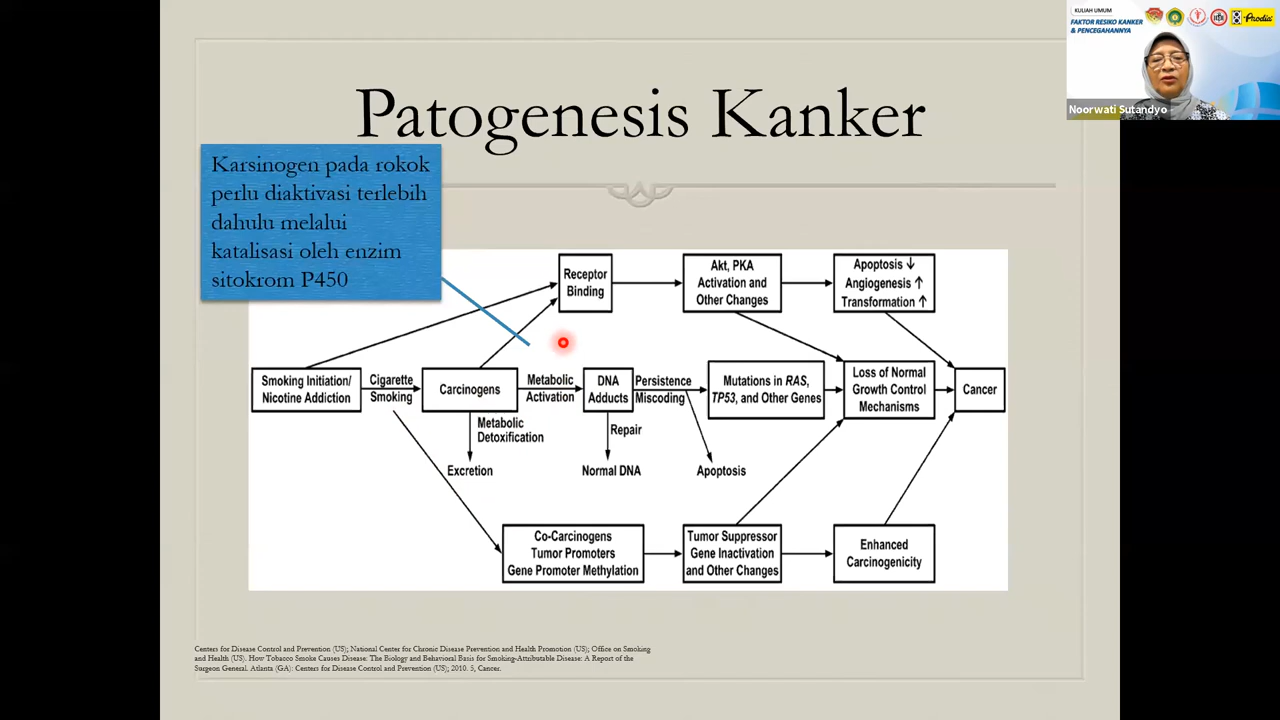 KULIAH UMUM
FAKTOR RESIKO KANKER
& PENCEGAHANNYA
Prodia
Noorwati Sutandyo
Patogenesis Kanker
Karsinogen pada rokok
perlu diaktivasi terlebih
dahulu melalui
katalisasi oleh enzim
sitokrom P450
Receptor
Binding
Akt, PKA
Activation and
Other Changes
Apoptosis ↓
Angiogenesis ↑
Transformation ↑
Smoking Initiation/
Nicotine Addiction
Cigarette
Smoking
Carcinogens
Metabolic
Activation
DNA
Adducts
Persistence
Miscoding
Mutations in RAS,
TP53, and Other Genes
Loss of Normal
Growth Control
Mechanisms
Cancer
Metabolic
Detoxification
Repair
Excretion
Normal DNA
Apoptosis
Co-Carcinogens
Tumor Promoters
Gene Promoter Methylation
Tumor Suppressor
Gene Inactivation
and Other Changes
Enhanced
Carcinogenicity
Centers for Disease Control and Prevention (US); National Center for Chronic Disease Prevention and Health Promotion (US); Office on Smoking
and Health (US). How Tobacco Smoke Causes Disease: The Biology and Behavioral Basis for Smoking-Attributable Disease: A Report of the
Surgeon General. Atlanta (GA): Centers for Disease Control and Prevention (US); 2010. 5, Cancer.